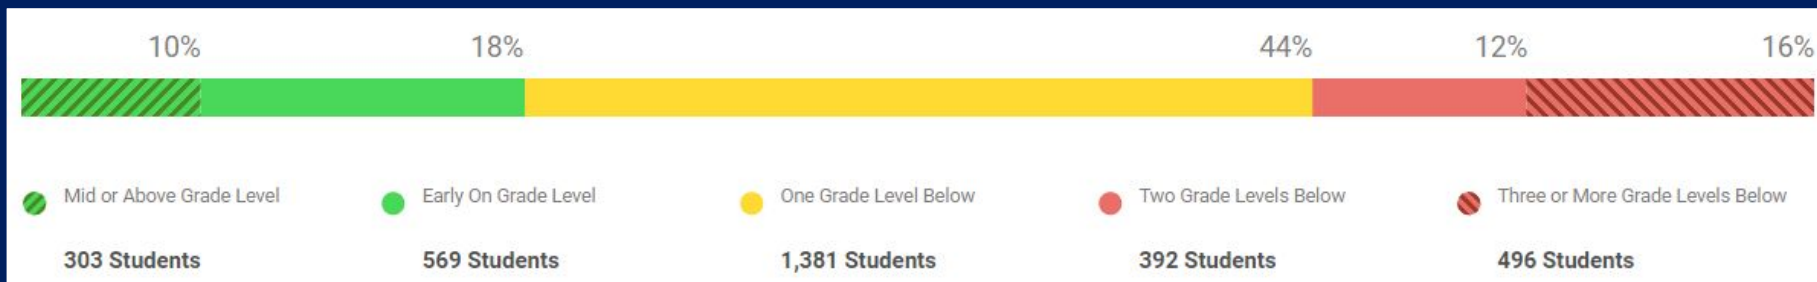 10% 18% 44% 12% 16%
Mid or Above Grade Level Early On Grade Level One Grade Level Below Two Grade Levels Below Three or More Grade Levels Below
303 Students 569 Students 1,381 Students 392 Students 496 Students